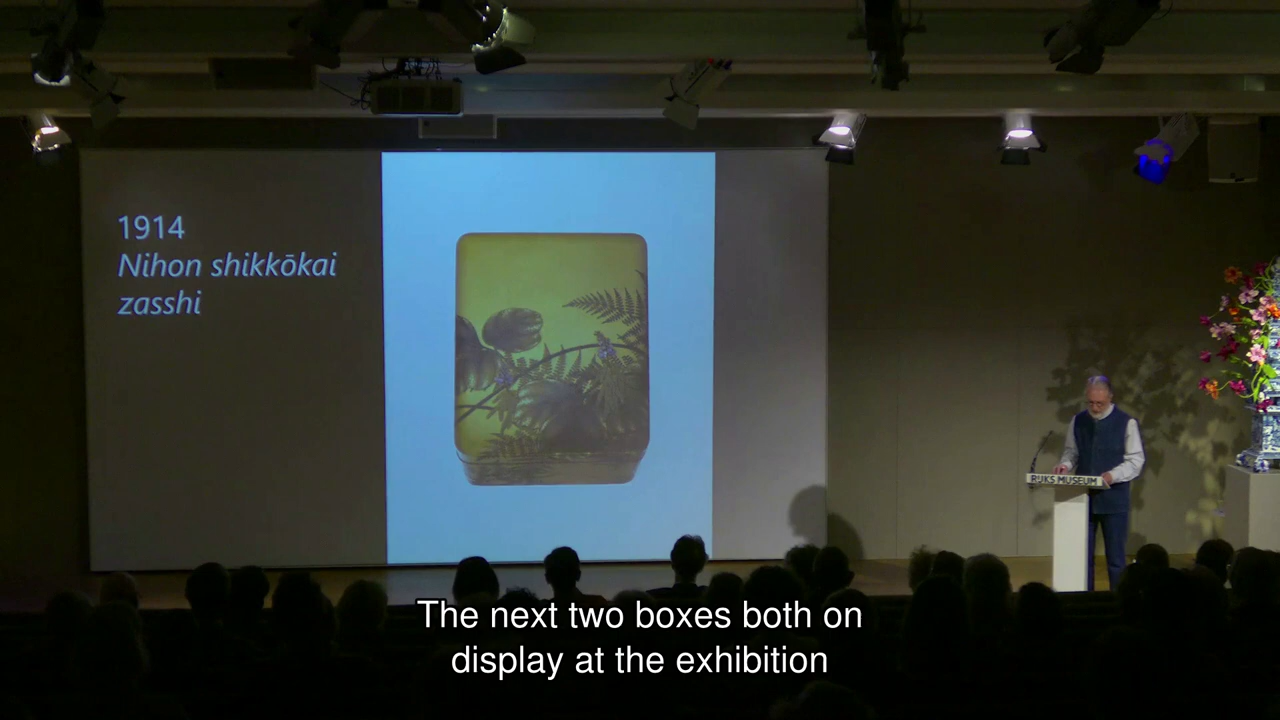 1914
Nihon shikkōkai
zasshi
RIJKS MUSEUM
The next two boxes both on
display at the exhibition